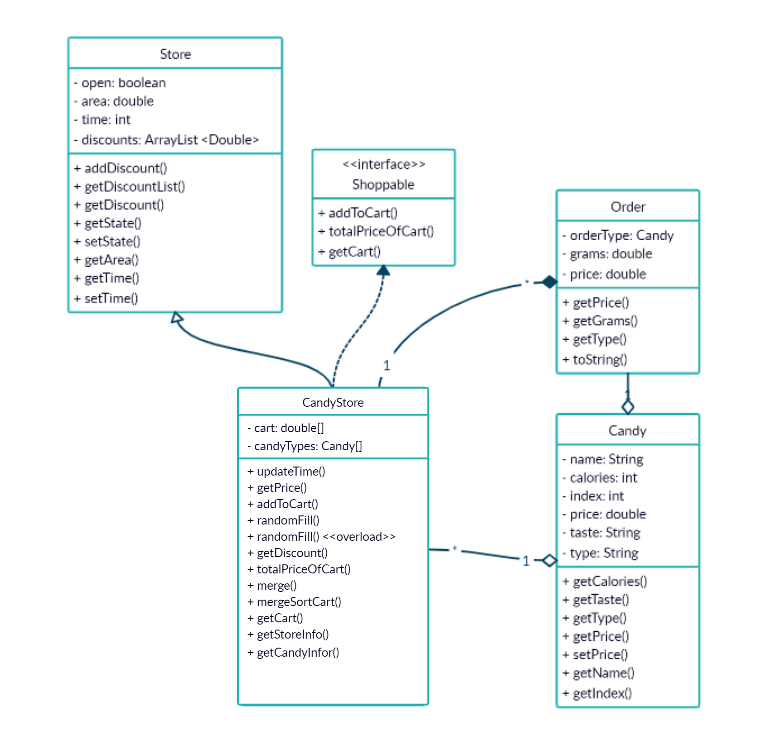 Store
- open: boolean
- area: double
- time: int
- discounts: ArrayList <Double>
+ addDiscount()
+ getDiscountList()
+ getDiscount()
+ getState()
+ setState()
+ getArea()
+ getTime()
+ setTime()
<<interface>>
Shoppable
+ addToCart()
+ totalPriceOfCart()
+ getCart()
Order
- orderType: Candy
- grams: double
- price: double
+ getPrice()
+ getGrams()
+ getType()
+ toString()
*
1
1
CandyStore
- cart: double[]
- candyTypes: Candy[]
+ updateTime()
+ getPrice()
+ addToCart()
+ randomFill()
+ randomFill() <<overload>>
+ getDiscount()
+ totalPriceOfCart()
+ merge()
+ mergeSortCart()
+ getCart()
+ getStoreInfo()
+ getCandyInfor()
*
1
Candy
- name: String
- calories: int
- index: int
- price: double
- taste: String
- type: String
+ getCalories()
+ getTaste()
+ getType()
+ getPrice()
+ setPrice()
+ getName()
+ getIndex()